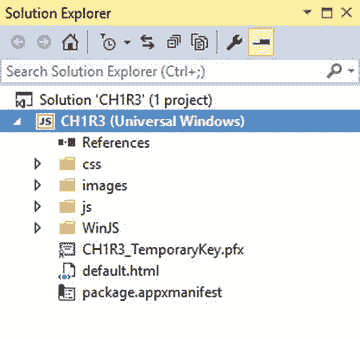 Solution Explorer
Search Solution Explorer (Ctrl+;)
Solution 'CH1R3' (1 project)
JS CH1R3 (Universal Windows)
References
css
images
js
WinJS
CH1R3_TemporaryKey.pfx
default.html
package.appxmanifest